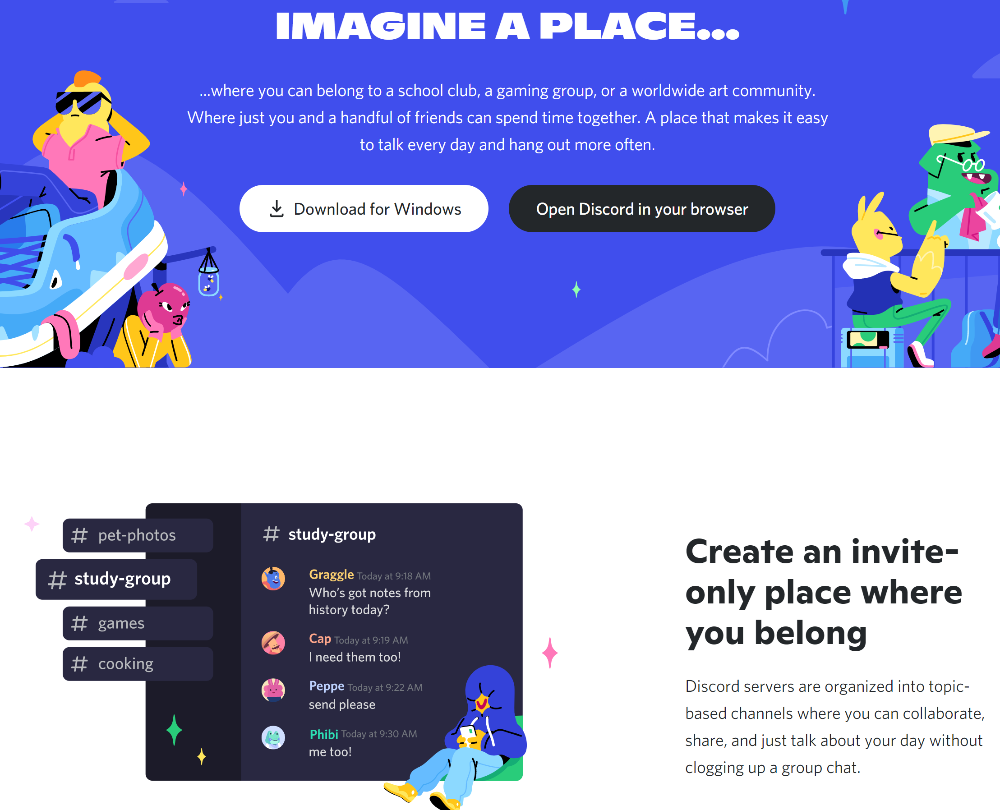 IMAGINE A PLACE...
...where you can belong to a school club, a gaming group, or a worldwide art community.
Where just you and a handful of friends can spend time together. A place that makes it easy
to talk every day and hang out more often.
Download for Windows
Open Discord in your browser
# pet-photos
# study-group
# games
# cooking
# study-group
Graggle Today at 9:18 AM
Who's got notes from
history today?
Cap Today at 9:19 AM
I need them too!
Peppe Today at 9:22 AM
send please
Phibi Today at 9:30 AM
me too!
Create an invite-
only place where
you belong
Discord servers are organized into topic-
based channels where you can collaborate,
share, and just talk about your day without
clogging up a group chat.